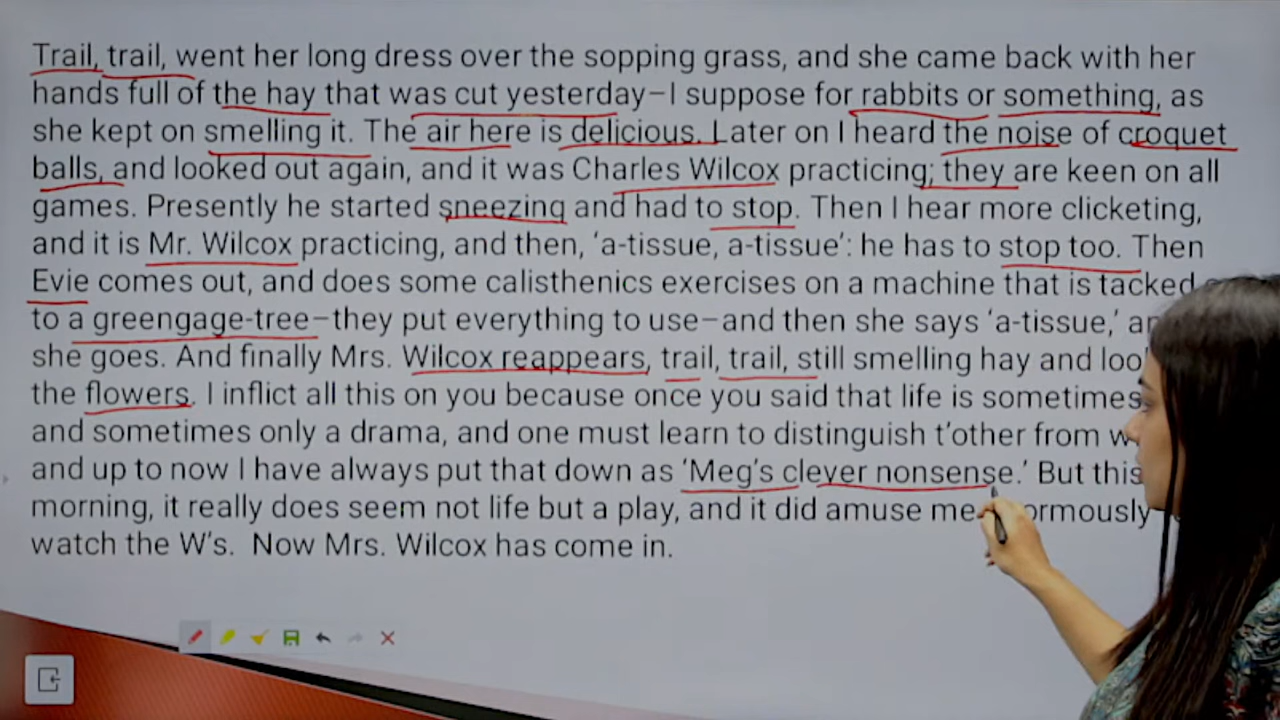 Trail, trail, went her long dress over the sopping grass, and she came back with her
hands full of the hay that was cut yesterday–I suppose for rabbits or something, as
she kept on smelling it. The air here is delicious. Later on I heard the noise of croquet
balls, and looked out again, and it was Charles Wilcox practicing; they are keen on all
games. Presently he started sneezing and had to stop. Then I hear more clicketing,
and it is Mr. Wilcox practicing, and then, ‘a-tissue, a-tissue’: he has to stop too. Then
Evie comes out, and does some calisthenics exercises on a machine that is tacked
to a greengage-tree–they put everything to use–and then she says ‘a-tissue,’
she goes. And finally Mrs. Wilcox reappears, trail, trail, still smelling hay and
the flowers. I inflict all this on you because once you said that life is sometimes
and sometimes only a drama, and one must learn to distinguish t’other from
and up to now I have always put that down as ‘Meg’s clever nonsense.’ But this
morning, it really does seem not life but a play, and it did amuse me
watch the W’s. Now Mrs. Wilcox has come in.